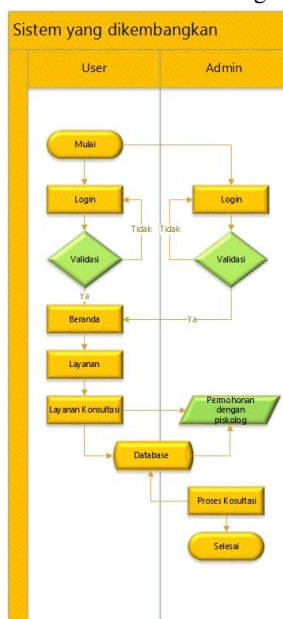 Sistem yang dikembangkan
User
Admin
Mulai
Login
Login
Tidak
Tidak
Validasi
Validasi
Ya
Ya
Beranda
Layanan
Layanan Konsultasi
Permohonan
dengan
piskolog
Database
Proses Kosultasi
Selesai